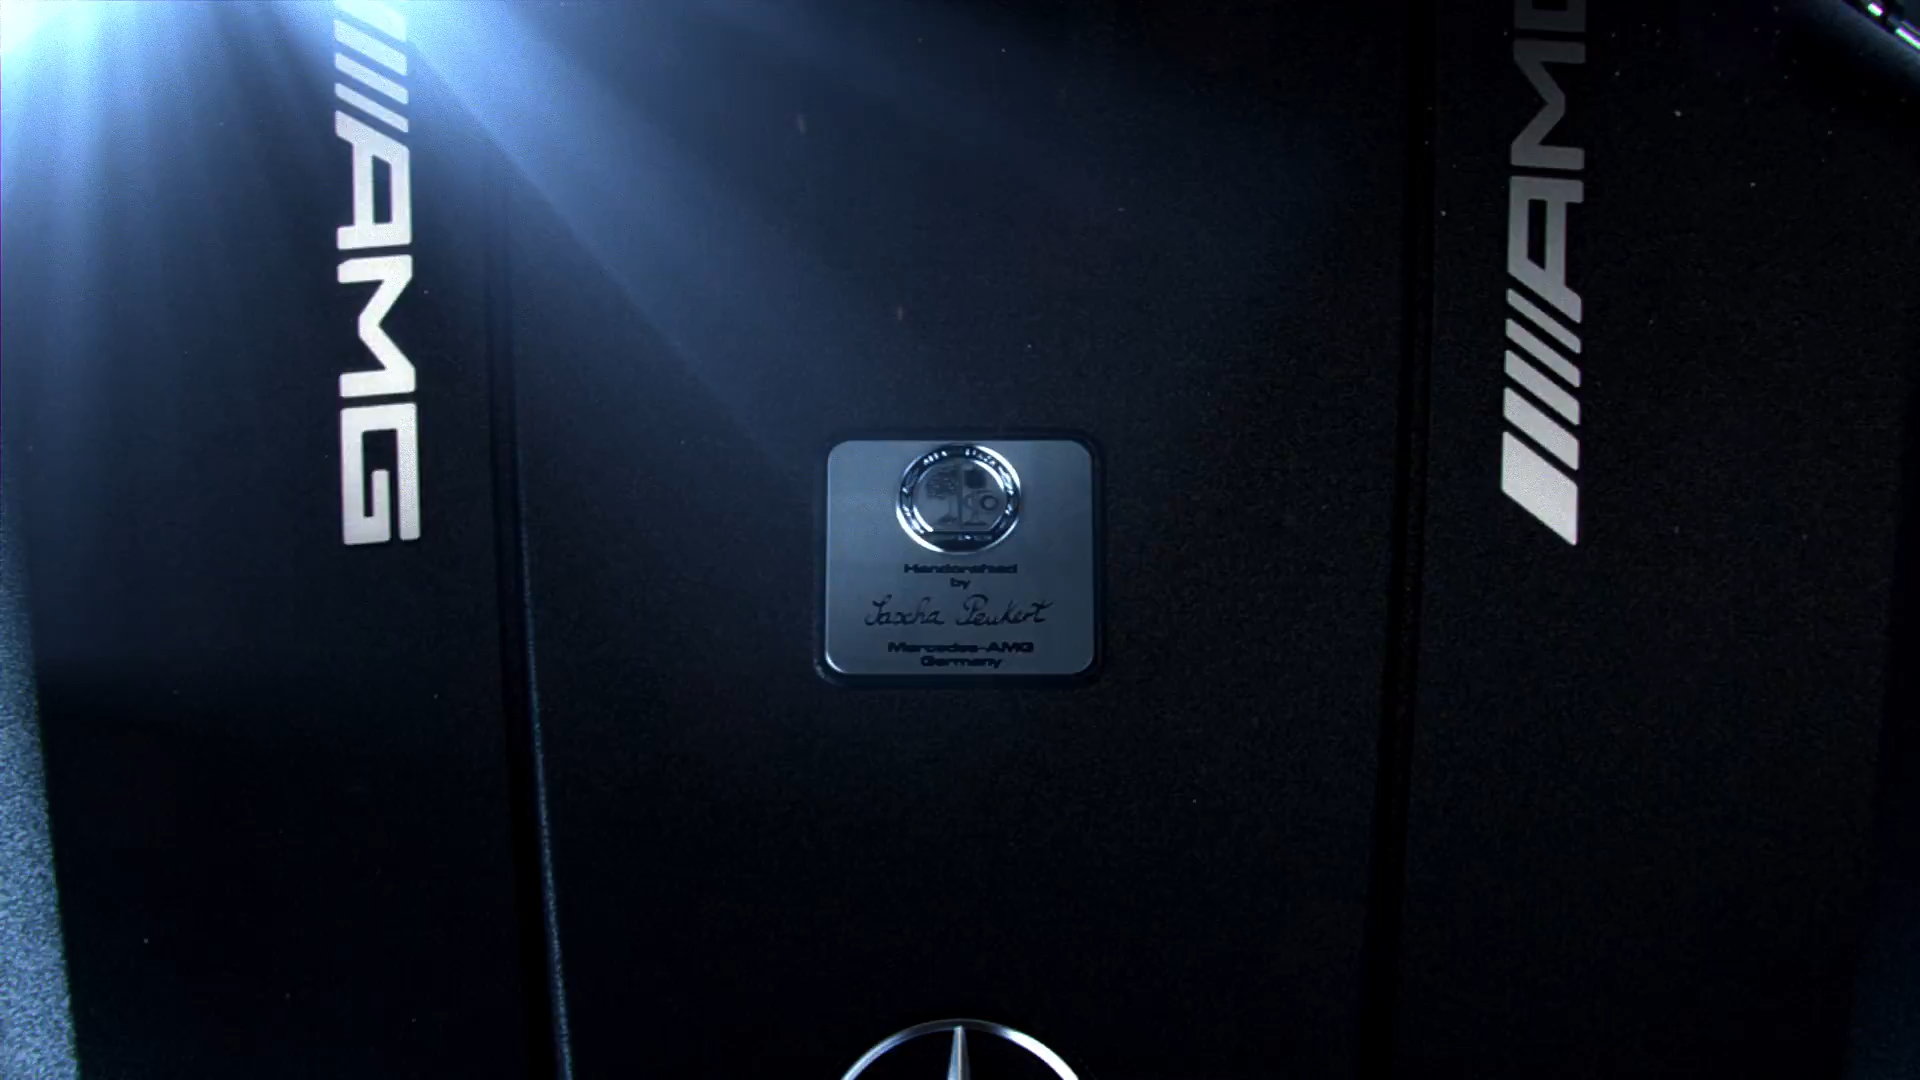 AMG
AMG
Handcrafted
by
Sascha Peukert
Mercedes-AMG
Germany